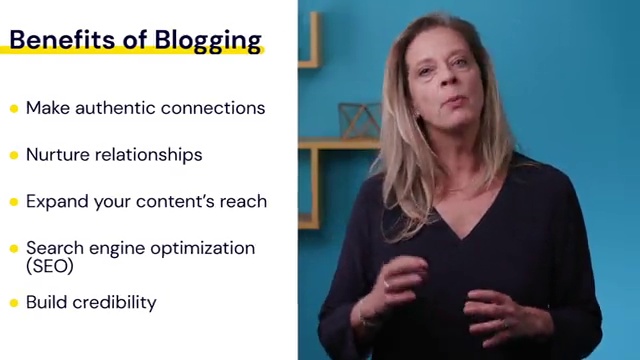 Benefits of Blogging
Make authentic connections
Nurture relationships
Expand your content's reach
Search engine optimization
(SEO)
Build credibility